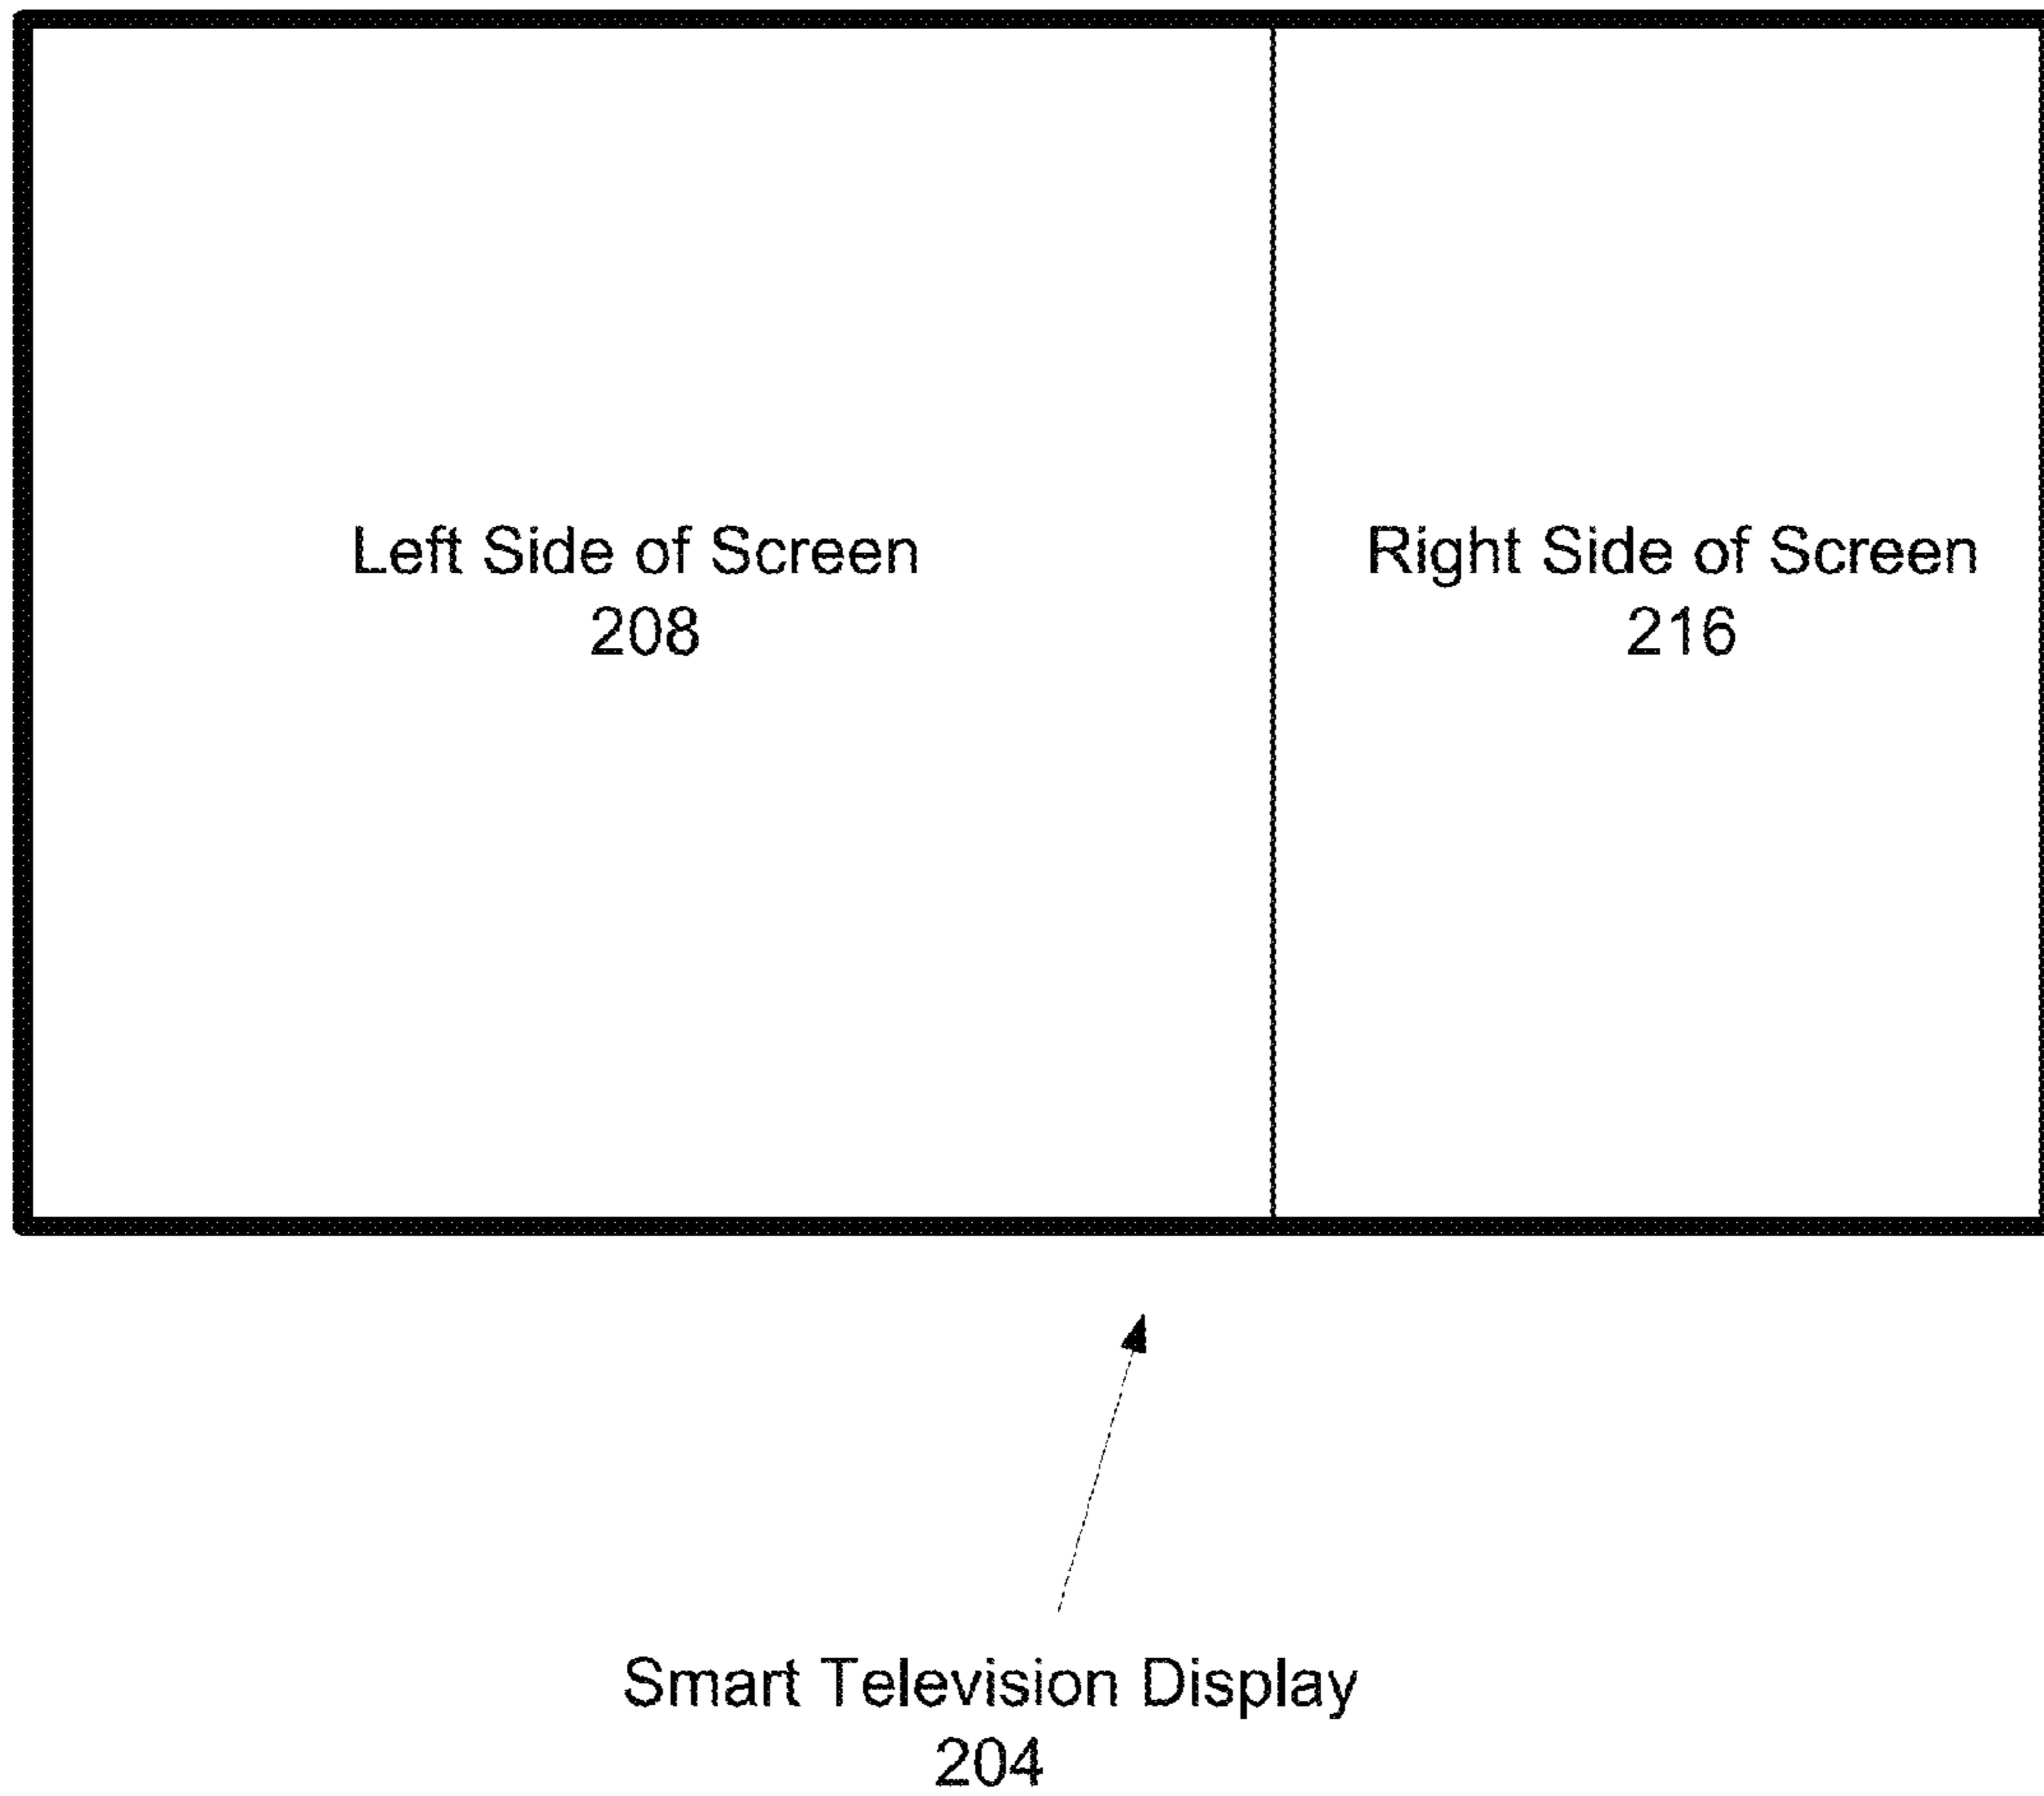 Left Side of Screen
208
Right Side of Screen
216
Smart Television Display
204